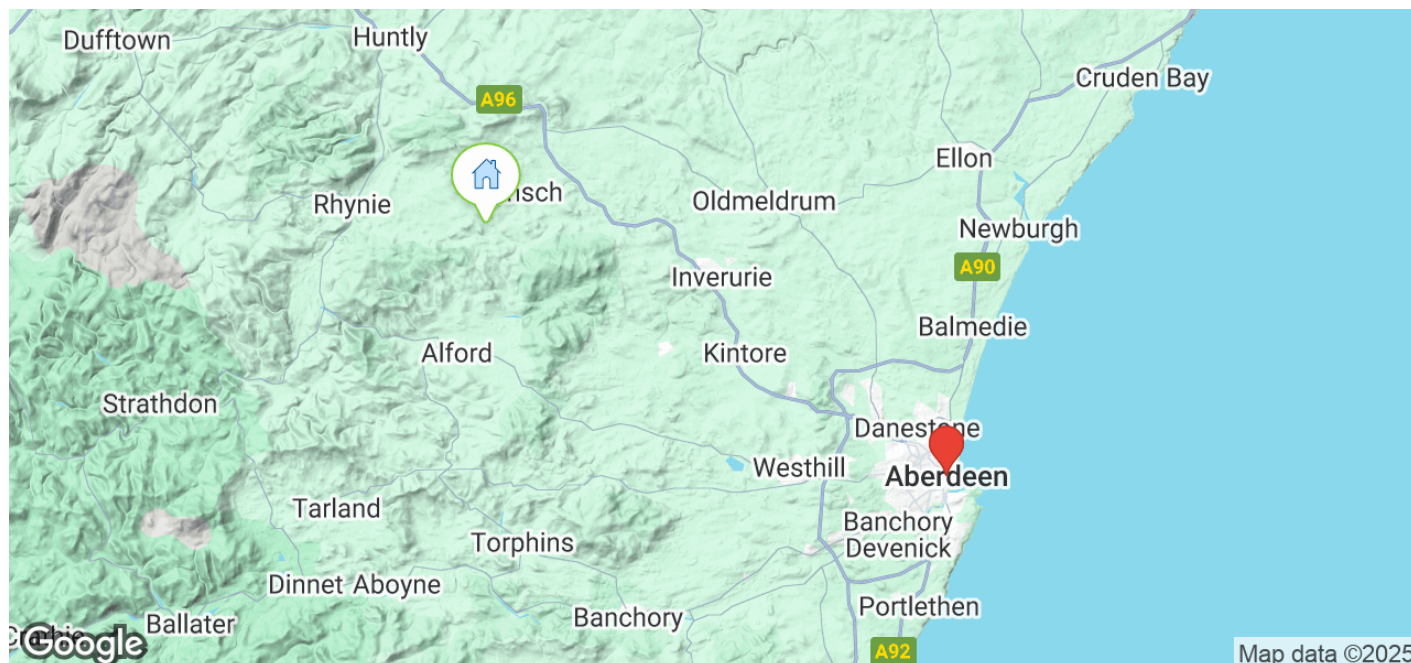 Dufftown
Huntly
Cruden Bay
A96
Ellon
Rhynie
Oldmeldrum
Newburgh
A90
Inverurie
Balmedie
Alford
Kintore
Strathdon
Danestone
Westhill
Aberdeen
Tarland
Banchory
Devenick
Torphins
Dinnet
Aboyne
Portlethen
Banchory
Ballater
Google
A92
Map data ©2025